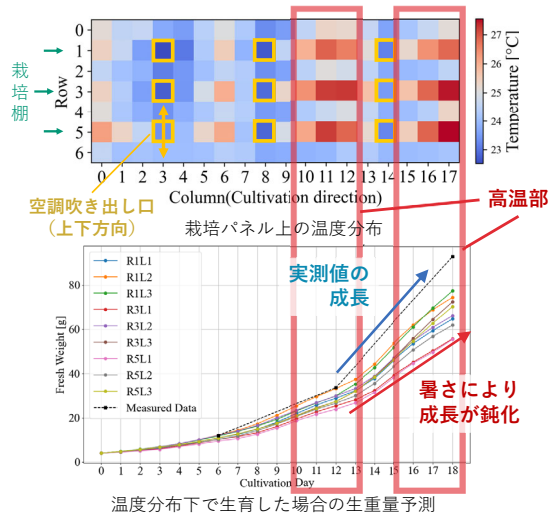 0
1
2
3
4
5
6
Row
栽培棚
0 1 2 3 4 5 6 7 8 9 10 11 12 13 14 15 16 17
Column(Cultivation direction)
27
26
25
24
23
Temperature [°C]
空調吹き出し口
（上下方向）
栽培パネル上の温度分布
高温部
R1L1
R1L2
R1L3
R3L1
R3L2
R3L3
R5L1
R5L2
R5L3
Measured Data
実測値の
成長
暑さにより
成長が鈍化
80
60
40
20
0
Fresh Weight [g]
0 1 2 3 4 5 6 7 8 9 10 11 12 13 14 15 16 17 18
Cultivation Day
温度分布下で生育した場合の生重量予測